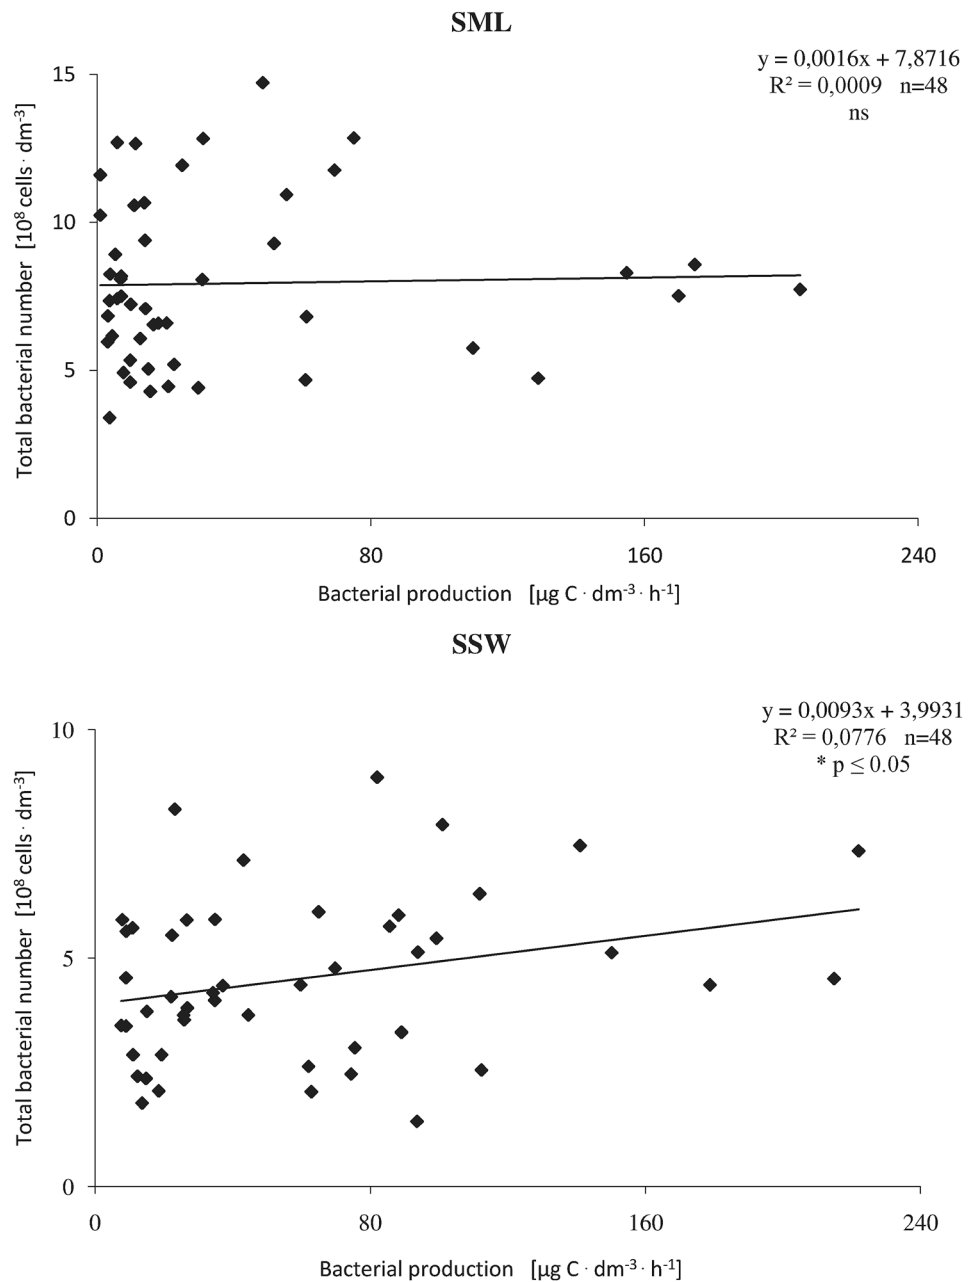 SML
y = 0,0016x + 7,8716
R² = 0,0009 n=48
ns
Total bacterial number [10⁸ cells · dm⁻³]
15
10
5
0
0 80 160 240
Bacterial production [µg C · dm⁻³ · h⁻¹]
SSW
y = 0,0093x + 3,9931
R² = 0,0776 n=48
* p ≤ 0.05
Total bacterial number [10⁸ cells · dm⁻³]
10
5
0
0 80 160 240
Bacterial production [µg C · dm⁻³ · h⁻¹]